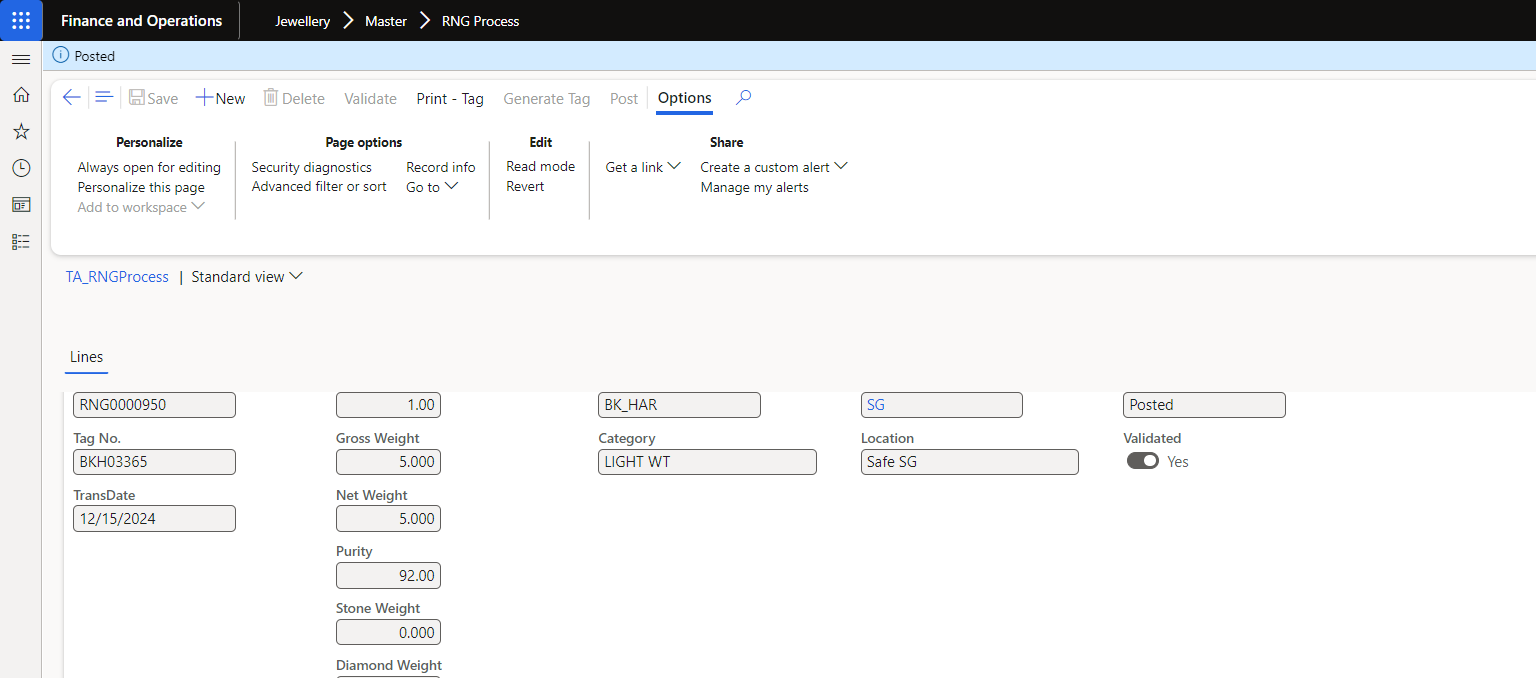 Finance and Operations Jewellery Master RNG Process
Posted
Save New Delete Validate Print - Tag Generate Tag Post Options
Personalize Page options Edit Share
Always open for editing Security diagnostics Record info Read mode Get a link Create a custom alert
Personalize this page Advanced filter or sort Go to Revert Manage my alerts
Add to workspace
TA_RNGProcess | Standard view
Lines
RNG0000950 1.00 BK_HAR SG Posted
Tag No. Gross Weight Category Location Validated
BKH03365 5.000 LIGHT WT Safe SG Yes
TransDate Net Weight
12/15/2024 5.000
Purity
92.00
Stone Weight
0.000
Diamond Weight